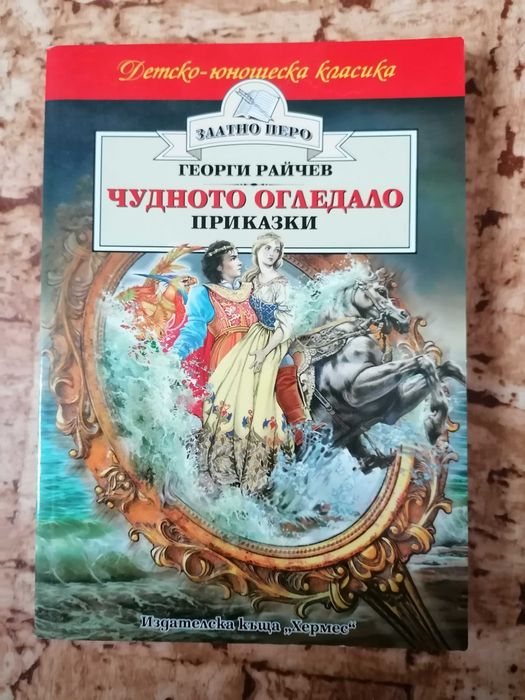 Детско-юношеска класика
ЗЛАТНО ПЕРО
ГЕОРГИ РАЙЧЕВ
ЧУДНОТО ОГЛЕДАЛО
ПРИКАЗКИ
Издателска къща „Хермес“